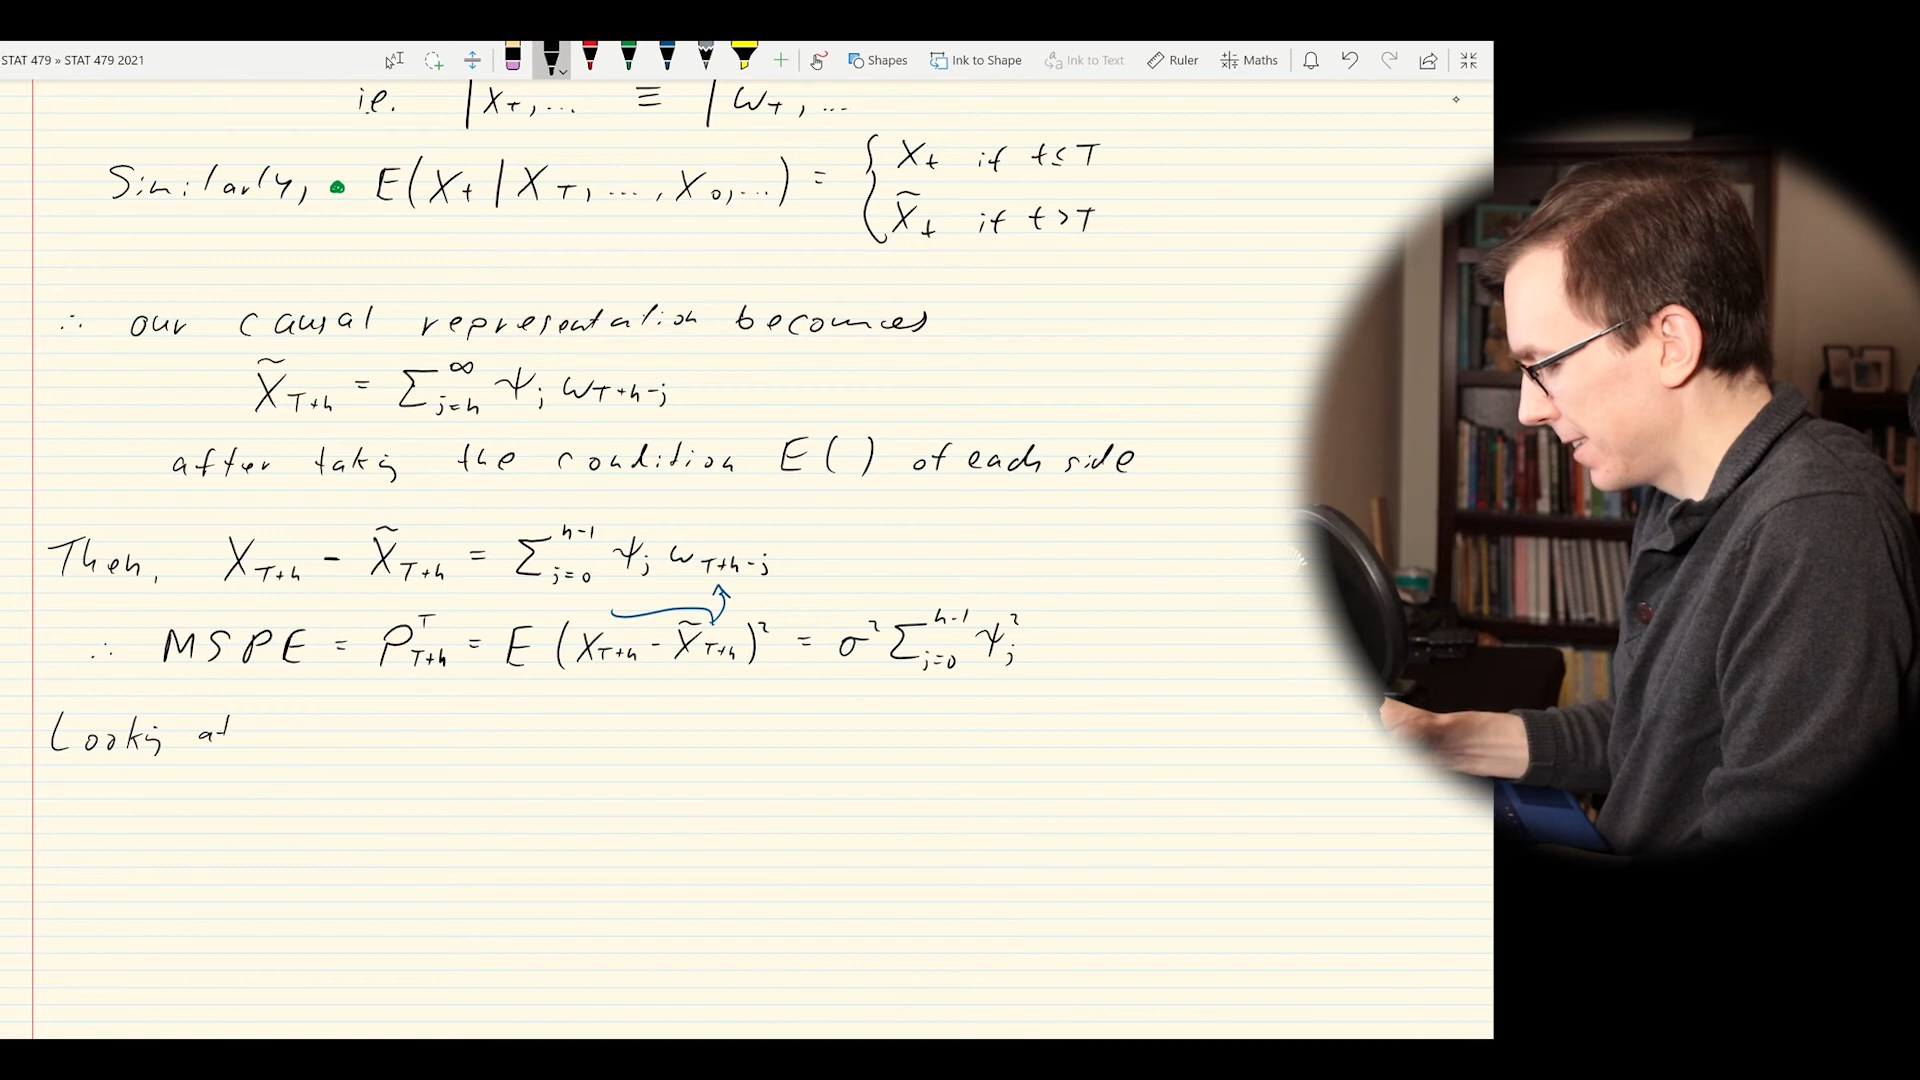 STAT 479 » STAT 479 2021 Shapes Ink to Shape Ink to Text Ruler Maths
i.e. |X_T, ... ≡ |w_T, ...
Similarly, • E(X_t | X_T, ..., X_0, ...) = { X_t if t ≤ T
X̃_t if t > T
∴ our causal representation becomes
X̃_{T+h} = Σ_{j=h}^∞ ψ_j w_{T+h-j}
after taking the condition E( ) of each side
Then, X_{T+h} - X̃_{T+h} = Σ_{j=0}^{h-1} ψ_j w_{T+h-j}
∴ MSPE = P_{T+h}^T = E(X_{T+h} - X̃_{T+h})² = σ² Σ_{j=0}^{h-1} ψ_j²
Looking at